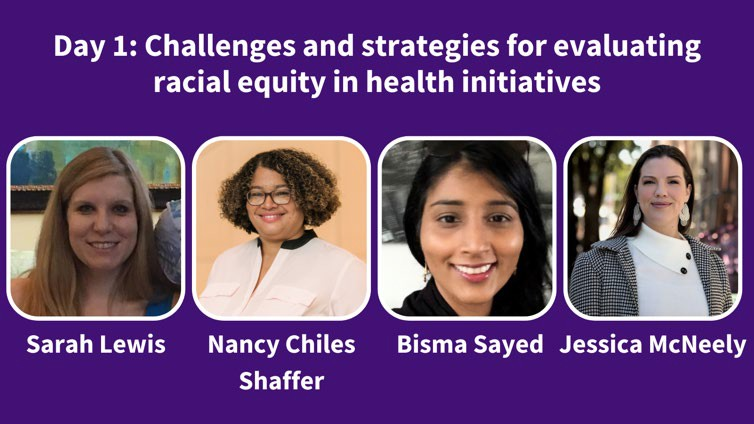 Day 1: Challenges and strategies for evaluating
racial equity in health initiatives
Sarah Lewis
Nancy Chiles
Shaffer
Bisma Sayed
Jessica McNeely